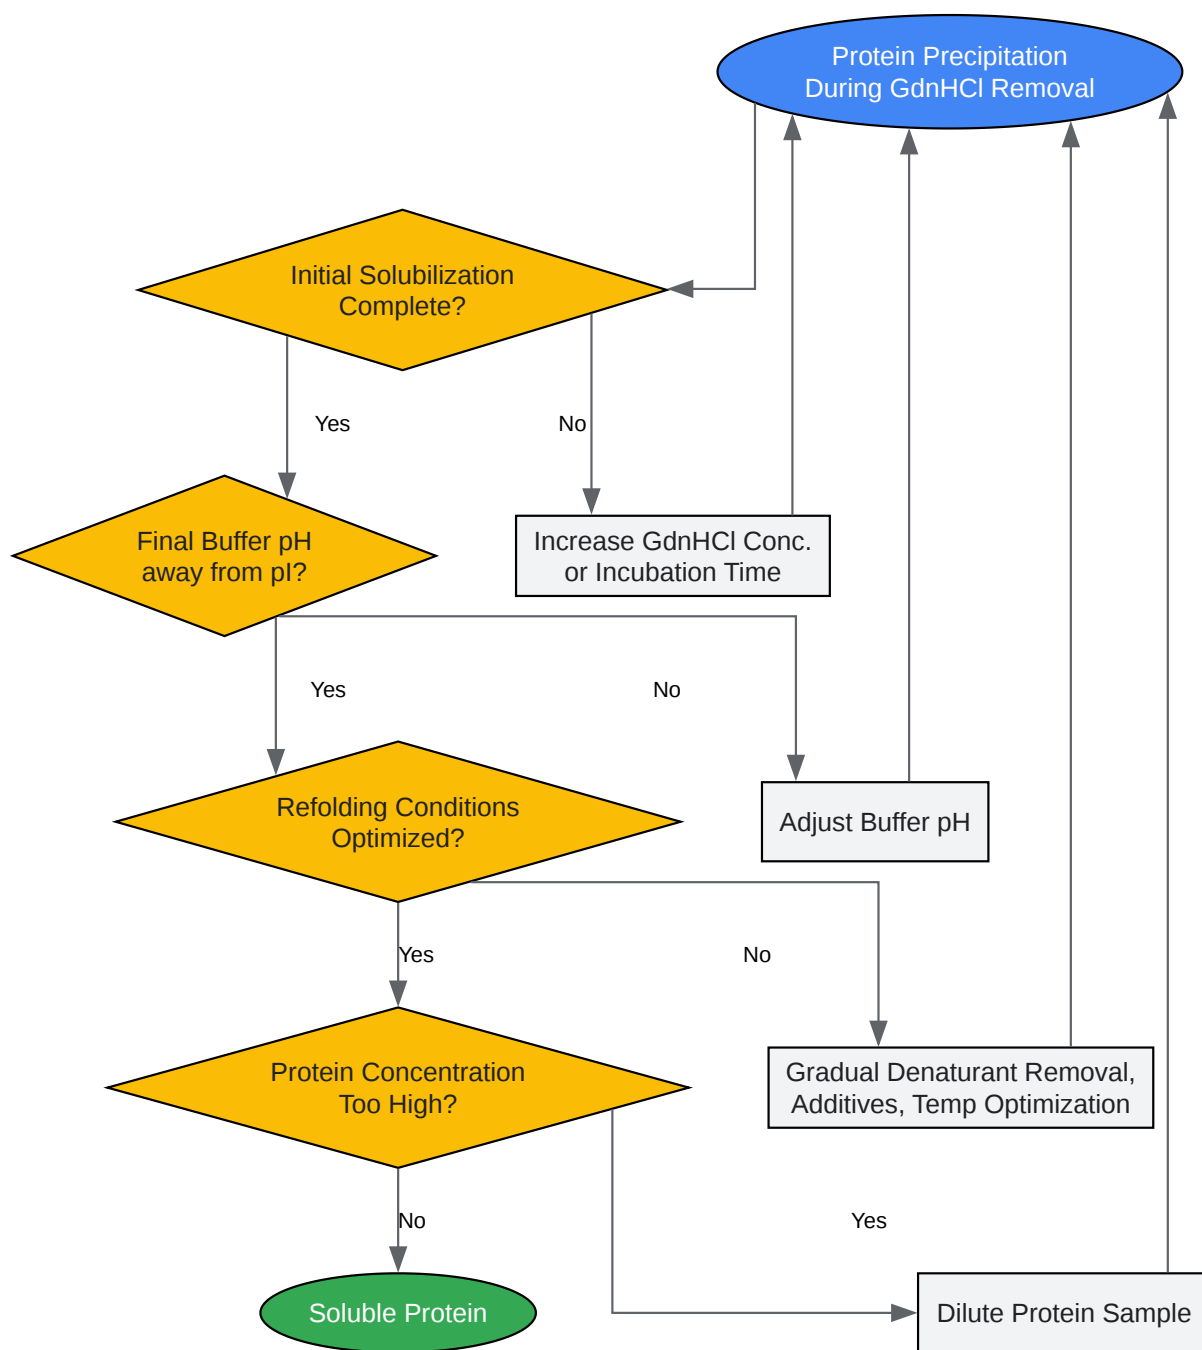 Protein Precipitation
During GdnHCl Removal
Initial Solubilization
Complete?
Yes
No
Final Buffer pH
away from pI?
Increase GdnHCl Conc.
or Incubation Time
Yes
No
Refolding Conditions
Optimized?
Adjust Buffer pH
Yes
No
Protein Concentration
Too High?
Gradual Denaturant Removal,
Additives, Temp Optimization
No
Yes
Soluble Protein
Dilute Protein Sample